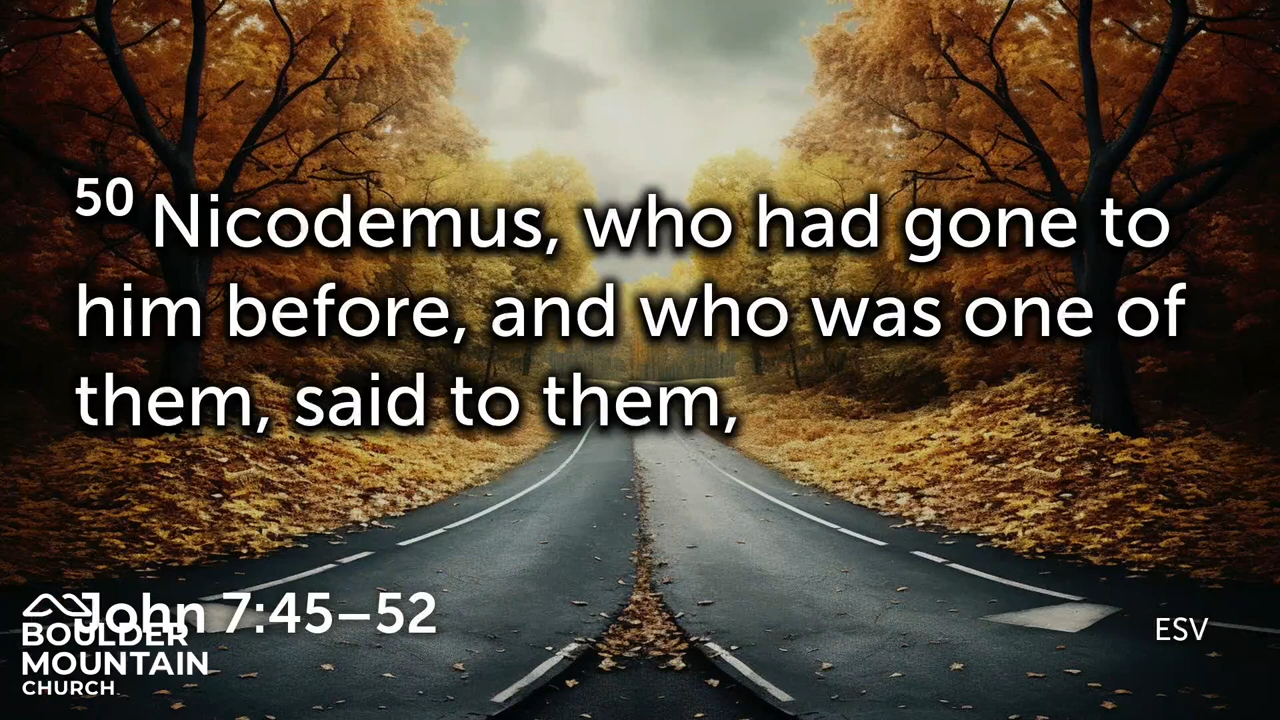 50 Nicodemus, who had gone to
him before, and who was one of
them, said to them,
John 7:45–52
BOULDER
MOUNTAIN
CHURCH
ESV